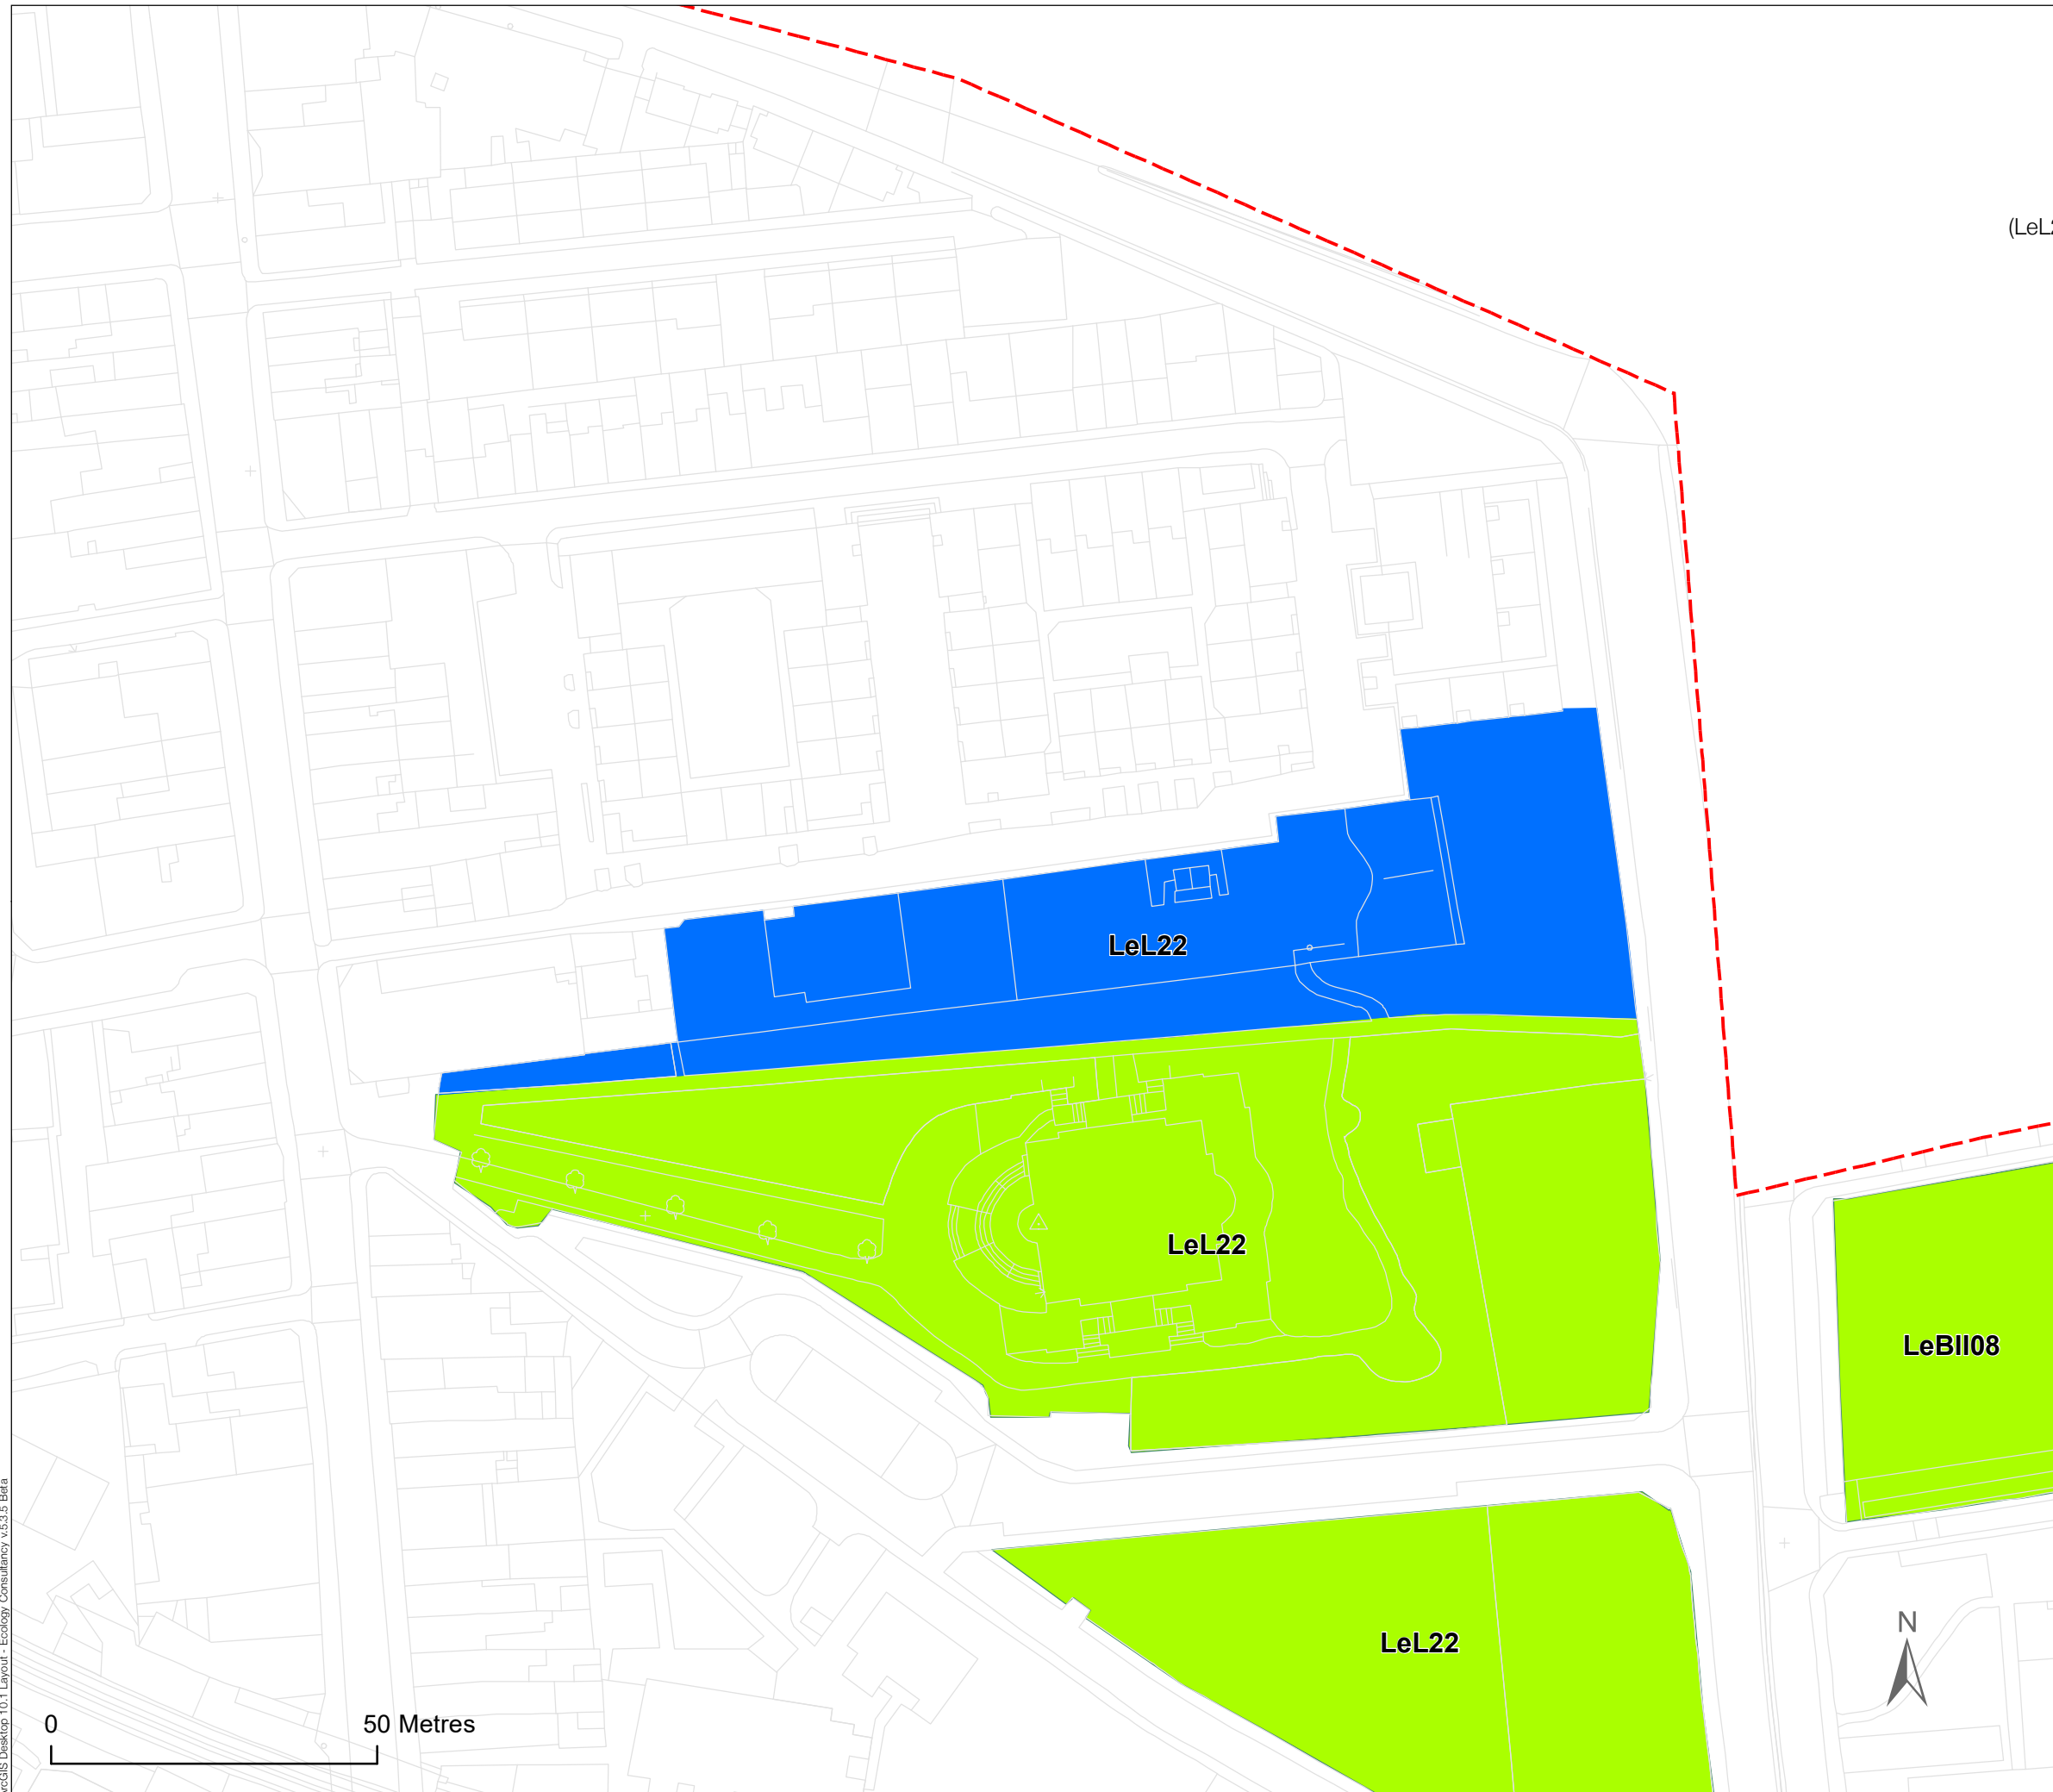 (LeL2
LeL22
LeL22
LeBII08
LeL22
N
0 50 Metres
ArcGIS Desktop 10.1 Layout - Ecology Consultancy v.5.3.5 Beta